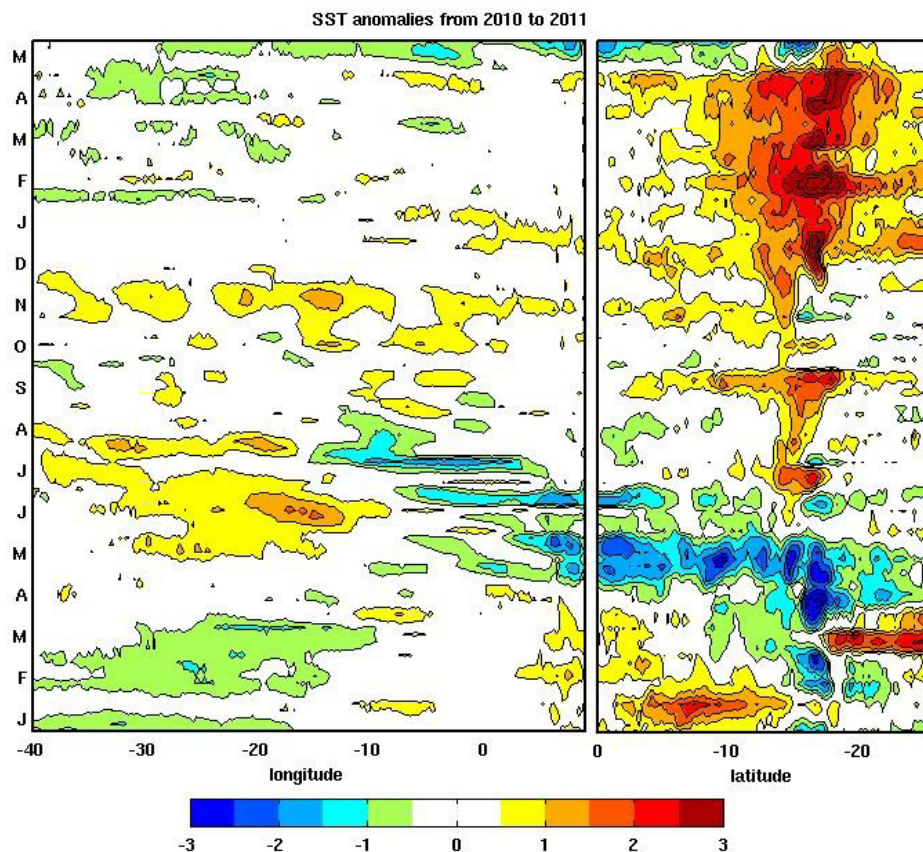 SST anomalies from 2010 to 2011
M
A
M
F
J
D
N
O
S
A
J
J
M
A
M
F
J
-40 -30 -20 -10 0 0 -10 -20
longitude latitude
-3 -2 -1 0 1 2 3